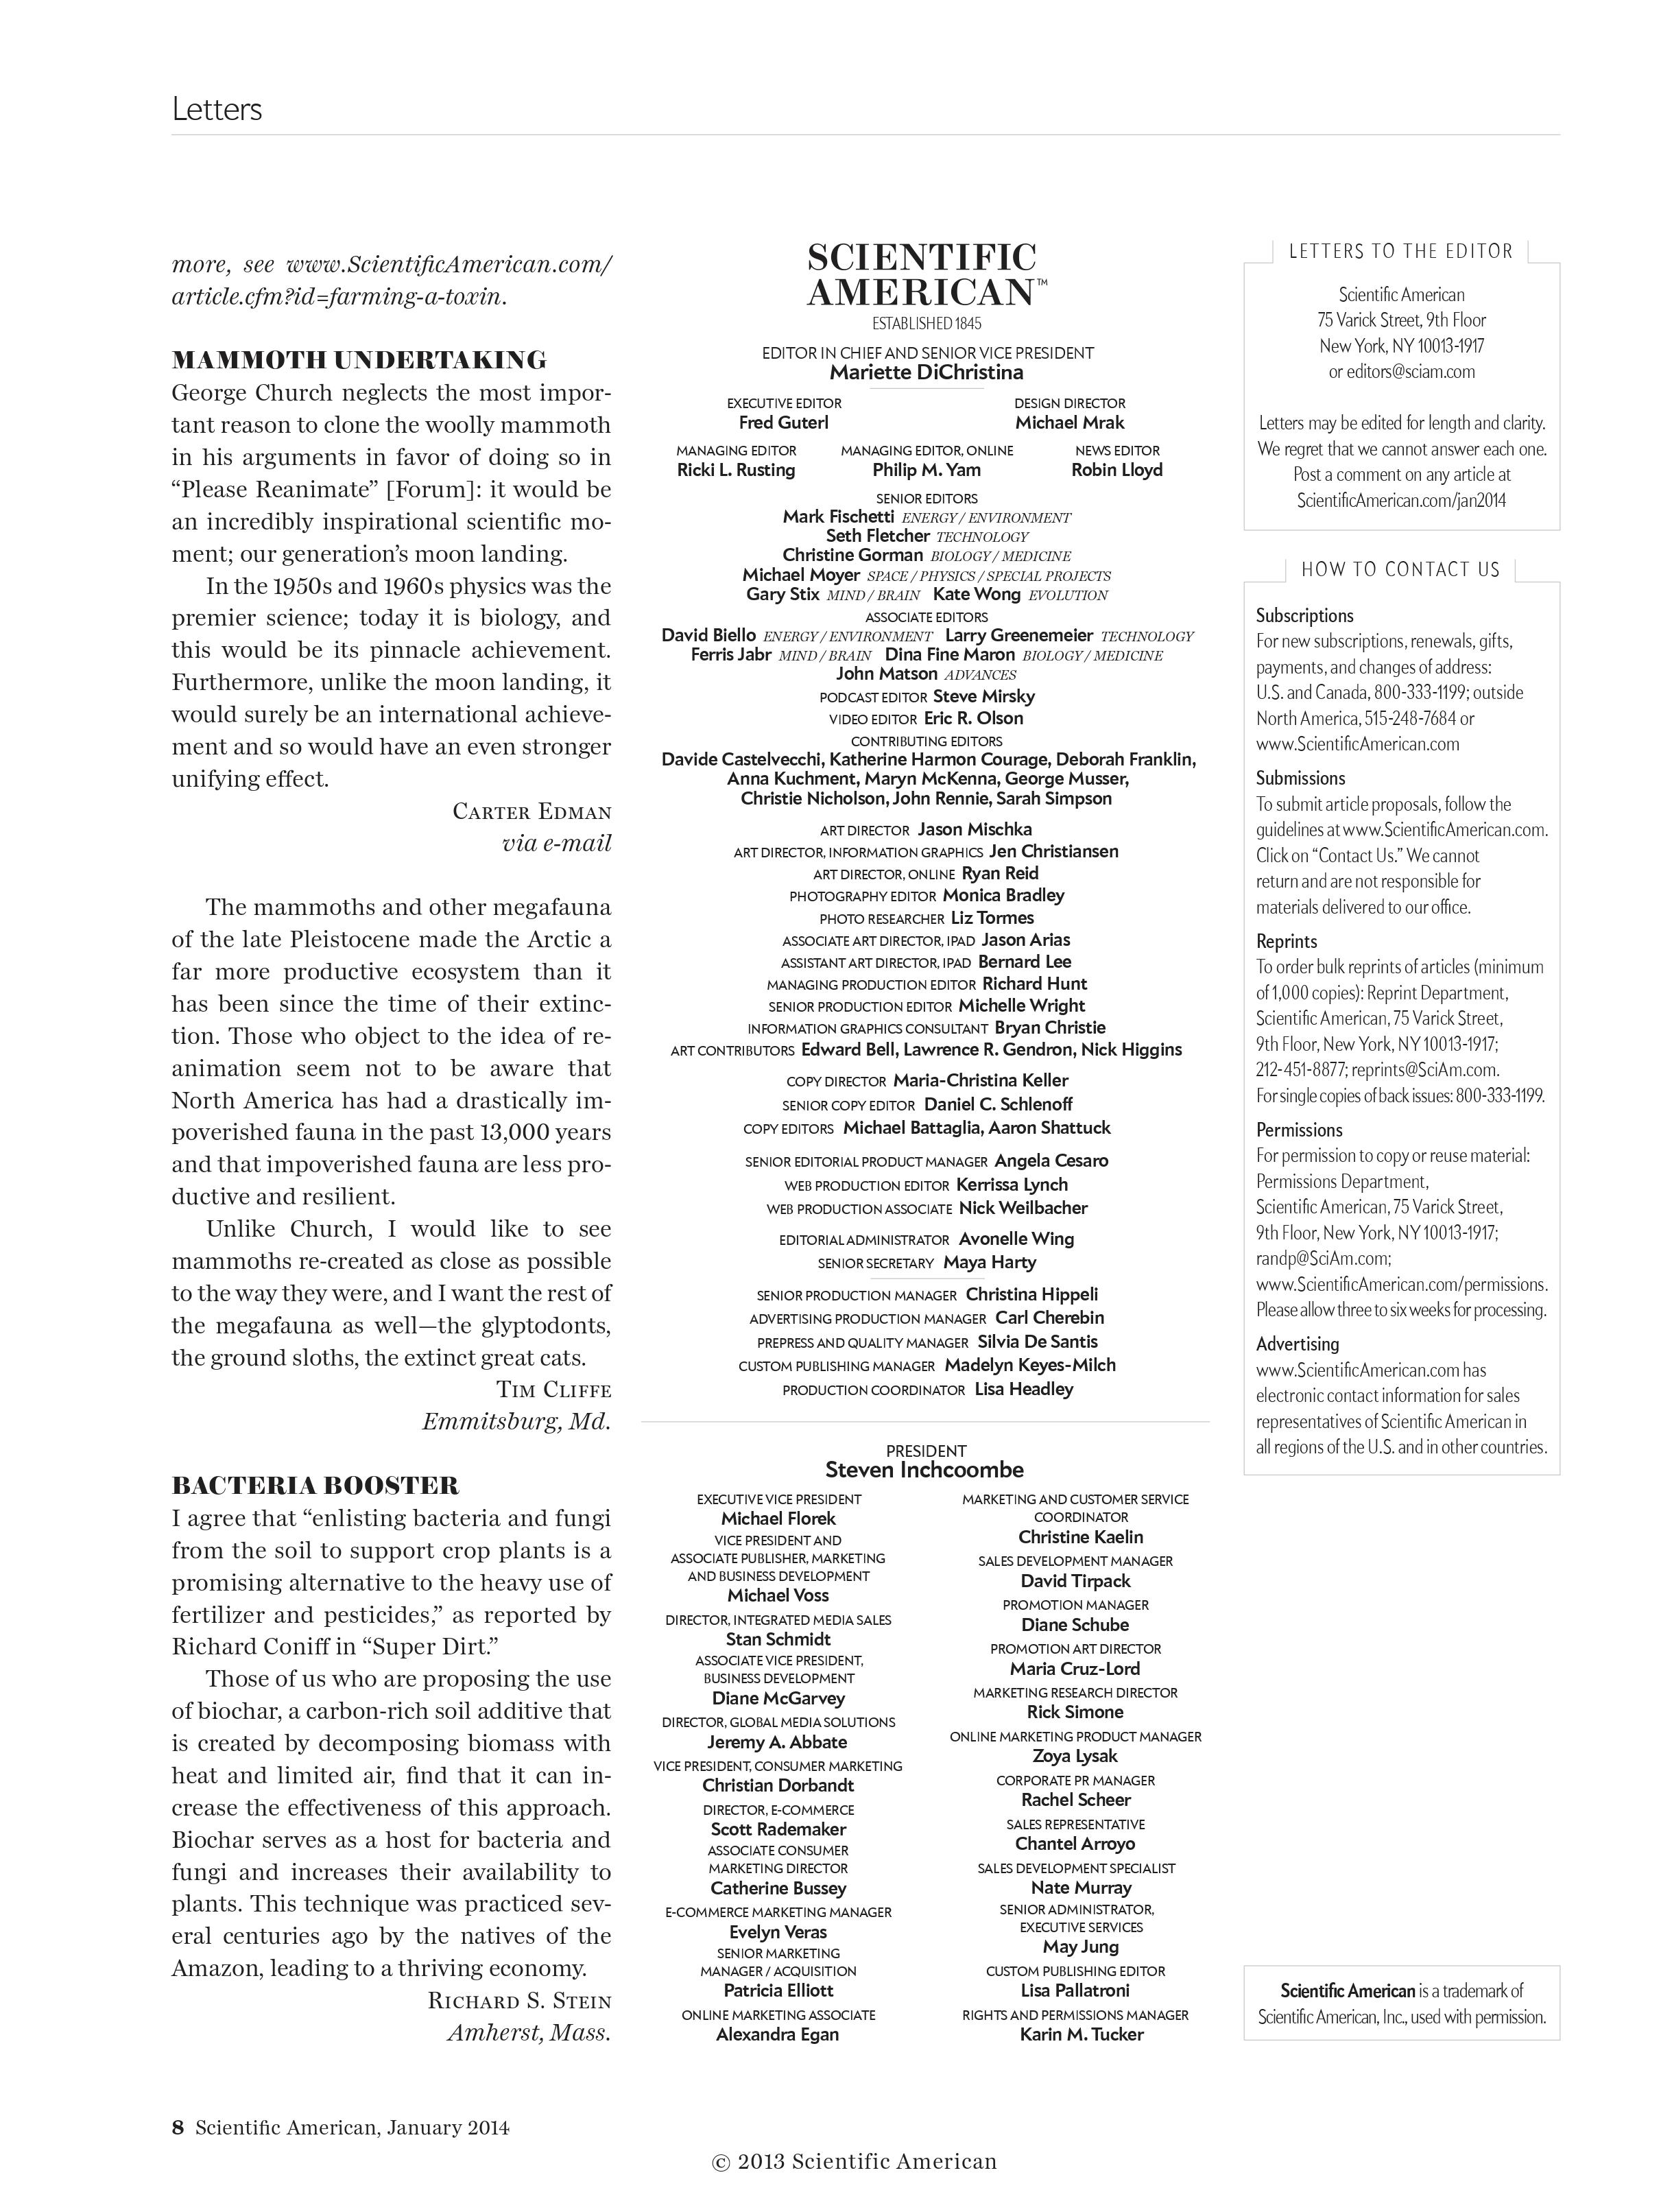 Letters
more, see www.ScientificAmerican.com/
article.cfm?id=farming-a-toxin.
MAMMOTH UNDERTAKING
George Church neglects the most impor-
tant reason to clone the woolly mammoth
in his arguments in favor of doing so in
“Please Reanimate” [Forum]: it would be
an incredibly inspirational scientific mo-
ment; our generation’s moon landing.
In the 1950s and 1960s physics was the
premier science; today it is biology, and
this would be its pinnacle achievement.
Furthermore, unlike the moon landing, it
would surely be an international achieve-
ment and so would have an even stronger
unifying effect.
Carter Edman
via e-mail
The mammoths and other megafauna
of the late Pleistocene made the Arctic a
far more productive ecosystem than it
has been since the time of their extinc-
tion. Those who object to the idea of re-
animation seem not to be aware that
North America has had a drastically im-
poverished fauna in the past 13,000 years
and that impoverished fauna are less pro-
ductive and resilient.
Unlike Church, I would like to see
mammoths re-created as close as possible
to the way they were, and I want the rest of
the megafauna as well—the glyptodonts,
the ground sloths, the extinct great cats.
Tim Cliffe
Emmitsburg, Md.
BACTERIA BOOSTER
I agree that “enlisting bacteria and fungi
from the soil to support crop plants is a
promising alternative to the heavy use of
fertilizer and pesticides,” as reported by
Richard Coniff in “Super Dirt.”
Those of us who are proposing the use
of biochar, a carbon-rich soil additive that
is created by decomposing biomass with
heat and limited air, find that it can in-
crease the effectiveness of this approach.
Biochar serves as a host for bacteria and
fungi and increases their availability to
plants. This technique was practiced sev-
eral centuries ago by the natives of the
Amazon, leading to a thriving economy.
Richard S. Stein
Amherst, Mass.
SCIENTIFIC
AMERICAN™
ESTABLISHED 1845
EDITOR IN CHIEF AND SENIOR VICE PRESIDENT
Mariette DiChristina
EXECUTIVE EDITOR
Fred Guterl
DESIGN DIRECTOR
Michael Mrak
MANAGING EDITOR
Ricki L. Rusting
MANAGING EDITOR, ONLINE
Philip M. Yam
NEWS EDITOR
Robin Lloyd
SENIOR EDITORS
Mark Fischetti ENERGY / ENVIRONMENT
Seth Fletcher TECHNOLOGY
Christine Gorman BIOLOGY / MEDICINE
Michael Moyer SPACE / PHYSICS / SPECIAL PROJECTS
Gary Stix MIND / BRAIN Kate Wong EVOLUTION
ASSOCIATE EDITORS
David Biello ENERGY / ENVIRONMENT Larry Greenemeier TECHNOLOGY
Ferris Jabr MIND / BRAIN Dina Fine Maron BIOLOGY / MEDICINE
John Matson ADVANCES
PODCAST EDITOR Steve Mirsky
VIDEO EDITOR Eric R. Olson
CONTRIBUTING EDITORS
Davide Castelvecchi, Katherine Harmon Courage, Deborah Franklin,
Anna Kuchment, Maryn McKenna, George Musser,
Christie Nicholson, John Rennie, Sarah Simpson
ART DIRECTOR Jason Mischka
ART DIRECTOR, INFORMATION GRAPHICS Jen Christiansen
ART DIRECTOR, ONLINE Ryan Reid
PHOTOGRAPHY EDITOR Monica Bradley
PHOTO RESEARCHER Liz Tormes
ASSOCIATE ART DIRECTOR, IPAD Jason Arias
ASSISTANT ART DIRECTOR, IPAD Bernard Lee
MANAGING PRODUCTION EDITOR Richard Hunt
SENIOR PRODUCTION EDITOR Michelle Wright
INFORMATION GRAPHICS CONSULTANT Bryan Christie
ART CONTRIBUTORS Edward Bell, Lawrence R. Gendron, Nick Higgins
COPY DIRECTOR Maria-Christina Keller
SENIOR COPY EDITOR Daniel C. Schlenoff
COPY EDITORS Michael Battaglia, Aaron Shattuck
SENIOR EDITORIAL PRODUCT MANAGER Angela Cesaro
WEB PRODUCTION EDITOR Kerrissa Lynch
WEB PRODUCTION ASSOCIATE Nick Weilbacher
EDITORIAL ADMINISTRATOR Avonelle Wing
SENIOR SECRETARY Maya Harty
SENIOR PRODUCTION MANAGER Christina Hippeli
ADVERTISING PRODUCTION MANAGER Carl Cherebin
PREPRESS AND QUALITY MANAGER Silvia De Santis
CUSTOM PUBLISHING MANAGER Madelyn Keyes-Milch
PRODUCTION COORDINATOR Lisa Headley
PRESIDENT
Steven Inchcoombe
EXECUTIVE VICE PRESIDENT
Michael Florek
VICE PRESIDENT AND
ASSOCIATE PUBLISHER, MARKETING
AND BUSINESS DEVELOPMENT
Michael Voss
DIRECTOR, INTEGRATED MEDIA SALES
Stan Schmidt
ASSOCIATE VICE PRESIDENT,
BUSINESS DEVELOPMENT
Diane McGarvey
DIRECTOR, GLOBAL MEDIA SOLUTIONS
Jeremy A. Abbate
VICE PRESIDENT, CONSUMER MARKETING
Christian Dorbandt
DIRECTOR, E-COMMERCE
Scott Rademaker
ASSOCIATE CONSUMER
MARKETING DIRECTOR
Catherine Bussey
E-COMMERCE MARKETING MANAGER
Evelyn Veras
SENIOR MARKETING
MANAGER / ACQUISITION
Patricia Elliott
ONLINE MARKETING ASSOCIATE
Alexandra Egan
MARKETING AND CUSTOMER SERVICE
COORDINATOR
Christine Kaelin
SALES DEVELOPMENT MANAGER
David Tirpack
PROMOTION MANAGER
Diane Schube
PROMOTION ART DIRECTOR
Maria Cruz-Lord
MARKETING RESEARCH DIRECTOR
Rick Simone
ONLINE MARKETING PRODUCT MANAGER
Zoya Lysak
CORPORATE PR MANAGER
Rachel Scheer
SALES REPRESENTATIVE
Chantel Arroyo
SALES DEVELOPMENT SPECIALIST
Nate Murray
SENIOR ADMINISTRATOR,
EXECUTIVE SERVICES
May Jung
CUSTOM PUBLISHING EDITOR
Lisa Pallatroni
RIGHTS AND PERMISSIONS MANAGER
Karin M. Tucker
LETTERS TO THE EDITOR
Scientific American
75 Varick Street, 9th Floor
New York, NY 10013-1917
or editors@sciam.com
Letters may be edited for length and clarity.
We regret that we cannot answer each one.
Post a comment on any article at
ScientificAmerican.com/jan2014
HOW TO CONTACT US
Subscriptions
For new subscriptions, renewals, gifts,
payments, and changes of address:
U.S. and Canada, 800-333-1199; outside
North America, 515-248-7684 or
www.ScientificAmerican.com
Submissions
To submit article proposals, follow the
guidelines at www.ScientificAmerican.com.
Click on “Contact Us.” We cannot
return and are not responsible for
materials delivered to our office.
Reprints
To order bulk reprints of articles (minimum
of 1,000 copies): Reprint Department,
Scientific American, 75 Varick Street,
9th Floor, New York, NY 10013-1917;
212-451-8877; reprints@SciAm.com.
For single copies of back issues: 800-333-1199.
Permissions
For permission to copy or reuse material:
Permissions Department,
Scientific American, 75 Varick Street,
9th Floor, New York, NY 10013-1917;
randp@SciAm.com;
www.ScientificAmerican.com/permissions.
Please allow three to six weeks for processing.
Advertising
www.ScientificAmerican.com has
electronic contact information for sales
representatives of Scientific American in
all regions of the U.S. and in other countries.
Scientific American is a trademark of
Scientific American, Inc., used with permission.
8 Scientific American, January 2014
© 2013 Scientific American